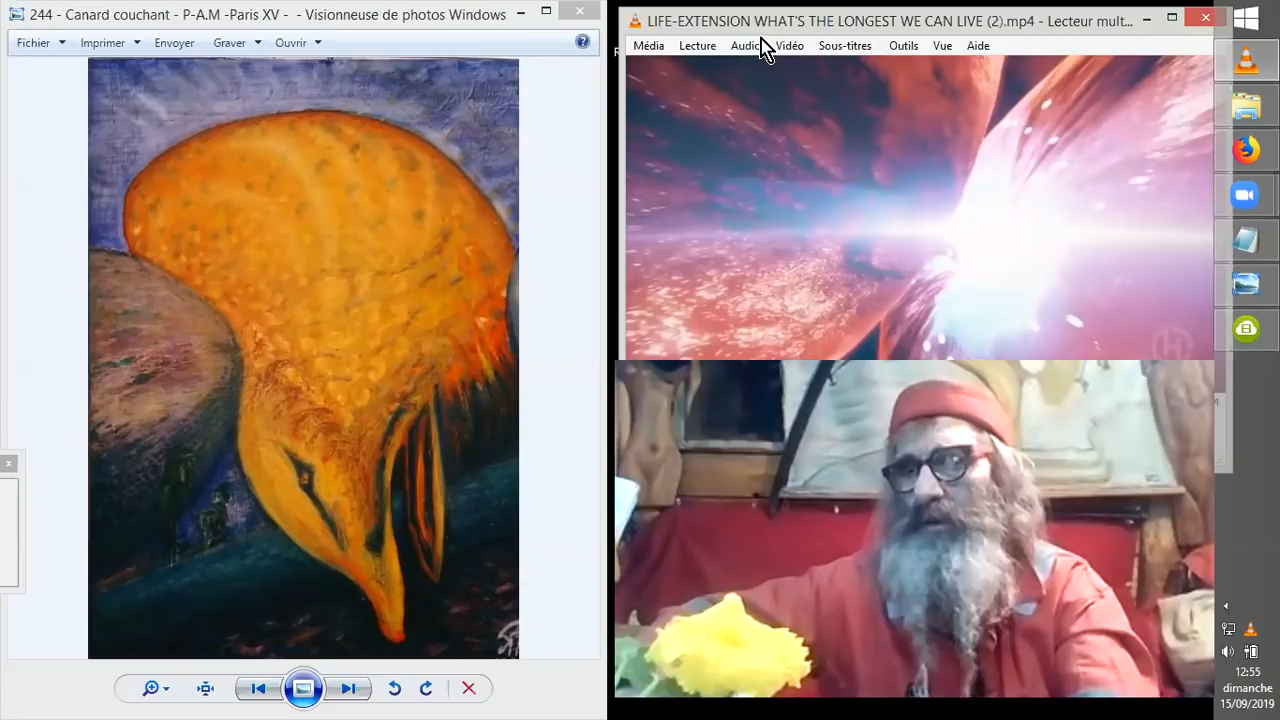 244 - Canard couchant - P-A.M -Paris XV - - Visionneuse de photos Windows
Fichier Imprimer Envoyer Graver Ouvrir
LIFE-EXTENSION WHAT'S THE LONGEST WE CAN LIVE (2).mp4 - Lecteur mult...
Média Lecture Audio Vidéo Sous-titres Outils Vue Aide
12:55
dimanche
15/09/2019